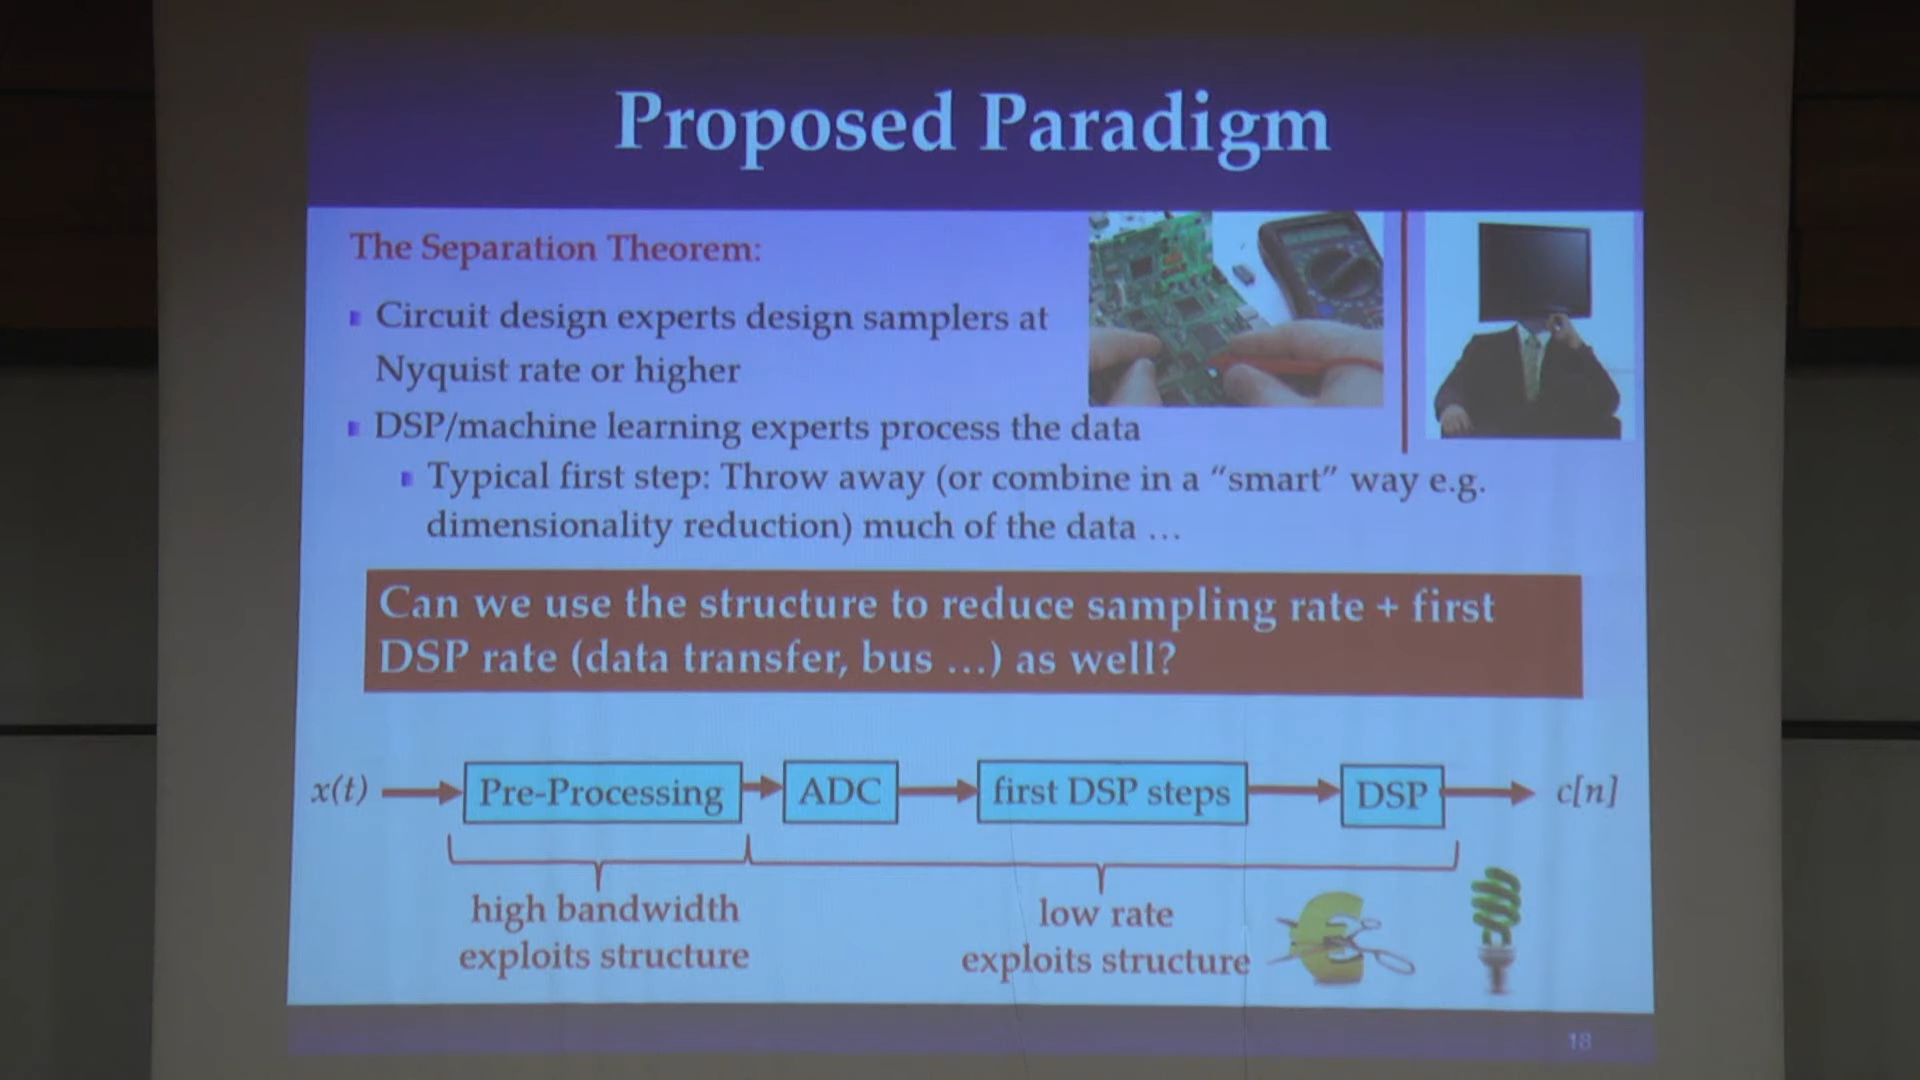 Proposed Paradigm
The Separation Theorem:
Circuit design experts design samplers at
Nyquist rate or higher
DSP/machine learning experts process the data
Typical first step: Throw away (or combine in a “smart” way e.g.
dimensionality reduction) much of the data …
Can we use the structure to reduce sampling rate + first
DSP rate (data transfer, bus …) as well?
x(t)
Pre-Processing
ADC
first DSP steps
DSP
c[n]
high bandwidth
exploits structure
low rate
exploits structure
€
18